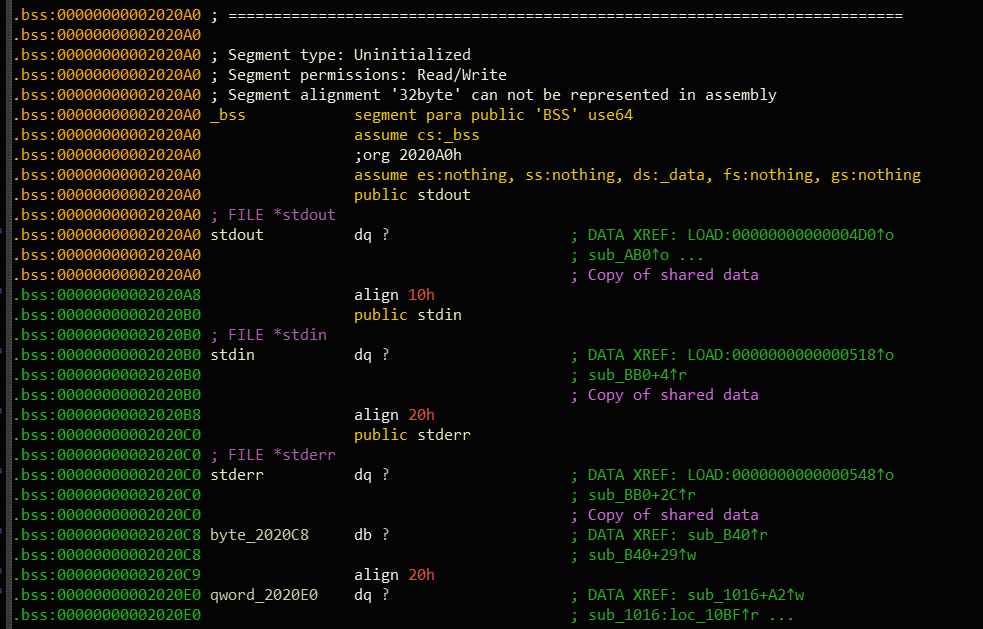 .bss:00000000002020A0 ; ===========================================================================
.bss:00000000002020A0
.bss:00000000002020A0 ; Segment type: Uninitialized
.bss:00000000002020A0 ; Segment permissions: Read/Write
.bss:00000000002020A0 ; Segment alignment '32byte' can not be represented in assembly
.bss:00000000002020A0 _bss segment para public 'BSS' use64
.bss:00000000002020A0 assume cs:_bss
.bss:00000000002020A0 ;org 2020A0h
.bss:00000000002020A0 assume es:nothing, ss:nothing, ds:_data, fs:nothing, gs:nothing
.bss:00000000002020A0 public stdout
.bss:00000000002020A0 ; FILE *stdout
.bss:00000000002020A0 stdout dq ? ; DATA XREF: LOAD:00000000000004D0↑o
.bss:00000000002020A0 ; sub_AB0↑o ...
.bss:00000000002020A0 ; Copy of shared data
.bss:00000000002020A8 align 10h
.bss:00000000002020B0 public stdin
.bss:00000000002020B0 ; FILE *stdin
.bss:00000000002020B0 stdin dq ? ; DATA XREF: LOAD:0000000000000518↑o
.bss:00000000002020B0 ; sub_BB0+4↑r
.bss:00000000002020B0 ; Copy of shared data
.bss:00000000002020B8 align 20h
.bss:00000000002020C0 public stderr
.bss:00000000002020C0 ; FILE *stderr
.bss:00000000002020C0 stderr dq ? ; DATA XREF: LOAD:0000000000000548↑o
.bss:00000000002020C0 ; sub_BB0+2C↑r
.bss:00000000002020C0 ; Copy of shared data
.bss:00000000002020C8 byte_2020C8 db ? ; DATA XREF: sub_B40↑r
.bss:00000000002020C8 ; sub_B40+29↑w
.bss:00000000002020C9 align 20h
.bss:00000000002020E0 qword_2020E0 dq ? ; DATA XREF: sub_1016+A2↑w
.bss:00000000002020E0 ; sub_1016:loc_10BF↑r ...